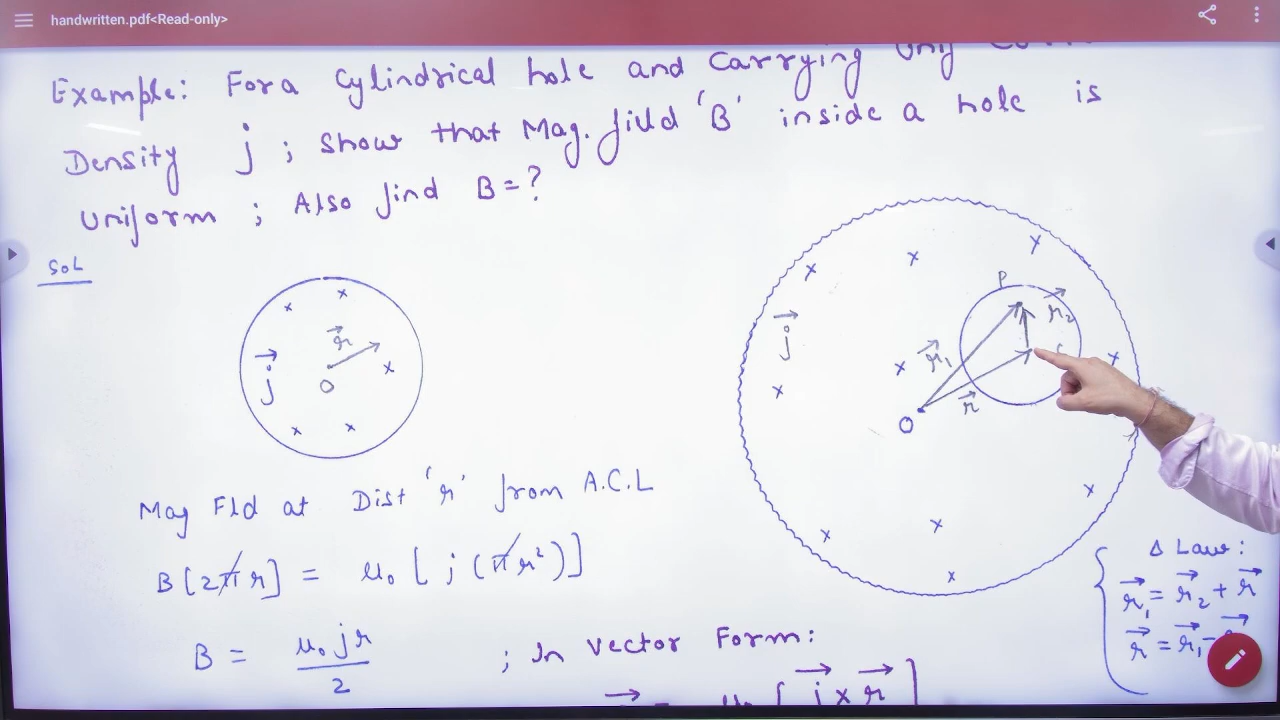 handwritten.pdf<Read-only>
Example: For a Cylindrical hole and Carrying
Density j ; Show that Mag. field 'B' inside a hole is
Uniform ; Also find B=?
Sol
j
r
O
P
r₂
j
r₁
r
O
Mag Fld at Dist 'r' from A.C.L
B[2πr] = μ₀ [ j (πr²)]
B = μ₀jr / 2 ; In Vector Form:
j x r ]
Δ Law:
r₁ = r₂ + r
r = r₁ -